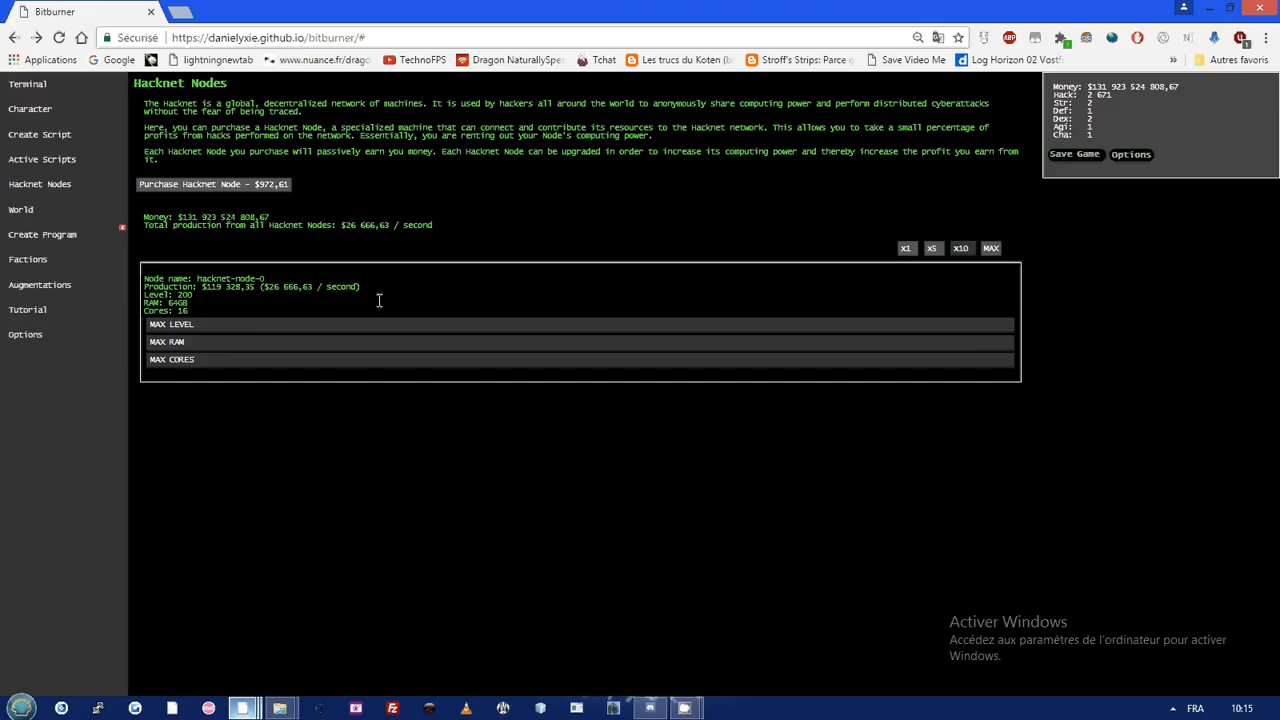 Bitburner
Sécurisé https://danielyxie.github.io/bitburner/#
Applications Google lightningnewtab www.nuance.fr/drago TechnoFPS Dragon NaturallySpea Tchat Les trucs du Koten {b Stroff's Strips: Parce q Save Video Me Log Horizon 02 Vostf » Autres favoris
Terminal
Character
Create Script
Active Scripts
Hacknet Nodes
World
Create Program
Factions
Augmentations
Tutorial
Options
Hacknet Nodes
The Hacknet is a global, decentralized network of machines. It is used by hackers all around the world to anonymously share computing power and perform distributed cyberattacks
without the fear of being traced.
Here, you can purchase a Hacknet Node, a specialized machine that can connect and contribute its resources to the Hacknet network. This allows you to take a small percentage of
profits from hacks performed on the network. Essentially, you are renting out your Node's computing power.
Each Hacknet Node you purchase will passively earn you money. Each Hacknet Node can be upgraded in order to increase its computing power and thereby increase the profit you earn from
it.
Purchase Hacknet Node - $972,61
Money: $131 923 524 808,67
Total production from all Hacknet Nodes: $26 666,63 / second
x1 x5 x10 MAX
Node name: hacknet-node-0
Production: $119 328,35 ($26 666,63 / second)
Level: 200
RAM: 64GB
Cores: 16
MAX LEVEL
MAX RAM
MAX CORES
Money: $131 923 524 808,67
Hack: 2 671
Str: 2
Def: 1
Dex: 2
Agi: 1
Cha: 1
Save Game Options
Activer Windows
Accédez aux paramètres de l'ordinateur pour activer
Windows.
FRA 10:15